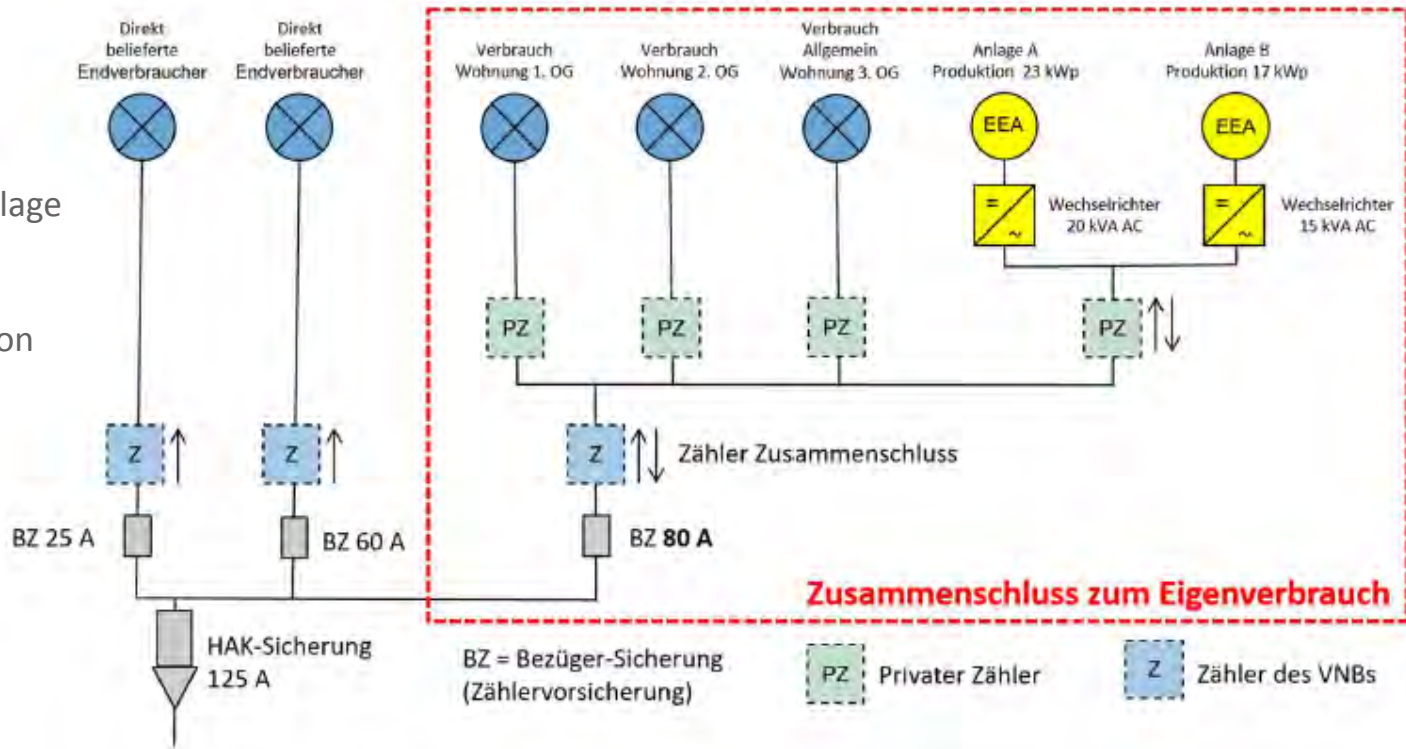 Direkt
belieferte
Endverbraucher
Direkt
belieferte
Endverbraucher
Verbrauch
Wohnung 1. OG
Verbrauch
Wohnung 2. OG
Verbrauch
Allgemein
Wohnung 3. OG
Anlage A
Produktion 23 kWp
Anlage B
Produktion 17 kWp
EEA
EEA
lage
=
~
Wechselrichter
20 kVA AC
=
~
Wechselrichter
15 kVA AC
on
PZ
PZ
PZ
PZ
Z
Z
Z
Zähler Zusammenschluss
BZ 25 A
BZ 60 A
BZ 80 A
Zusammenschluss zum Eigenverbrauch
HAK-Sicherung
125 A
BZ = Bezüger-Sicherung
(Zählervorsicherung)
PZ Privater Zähler
Z Zähler des VNBs